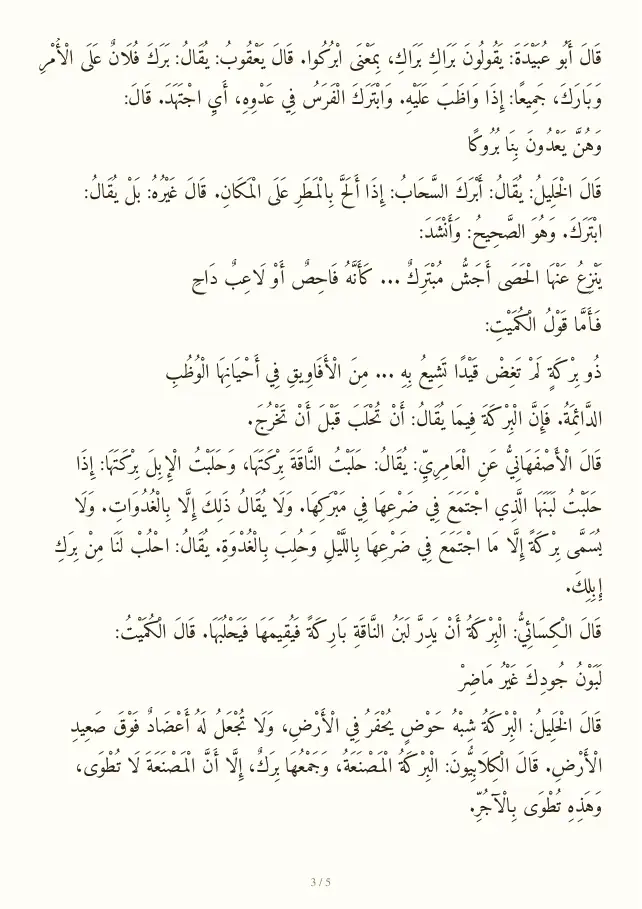 قَالَ أَبُو عُبَيْدَةَ: يَقُولُونَ بَرَاكِ بَرَاكِ، بِمَعْنَى ابْرُكُوا. قَالَ يَعْقُوبُ: يُقَالُ: بَرَكَ فُلَانٌ عَلَى الْأَمْرِ
وَبَارَكَ، جَمِيعًا: إِذَا وَاظَبَ عَلَيْهِ. وَابْتَرَكَ الْفَرَسُ فِي عَدْوِهِ، أَيِ اجْتَهَدَ. قَالَ:
وَهُنَّ يَعْدُونَ بِنَا بُرُوكًا
قَالَ الْخَلِيلُ: يُقَالُ: أَبْرَكَ السَّحَابُ: إِذَا أَلَحَّ بِالْمَطَرِ عَلَى الْمَكَانِ. قَالَ غَيْرُهُ: بَلْ يُقَالُ:
ابْتَرَكَ. وَهُوَ الصَّحِيحُ: وَأَنْشَدَ:
يَنْزِعُ عَنْهَا الْحَصَى أَجَشُّ مُبْتَرِكٌ ... كَأَنَّهُ فَاحِصٌ أَوْ لَاعِبٌ دَاحِ
فَأَمَّا قَوْلُ الْكُمَيْتِ:
ذُو بِرْكَةٍ لَمْ تَغِضْ قَيْدًا تَشِيعُ بِهِ ... مِنَ الْأَفَاوِيقِ فِي أَحْيَانِهَا الْوُظُبِ
الدَّائِمَةُ. فَإِنَّ الْبِرْكَةَ فِيمَا يُقَالُ: أَنْ تُحْلَبَ قَبْلَ أَنْ تَخْرُجَ.
قَالَ الْأَصْفَهَانِيُّ عَنِ الْعَامِرِيِّ: يُقَالُ: حَلَبْتُ النَّاقَةَ بِرْكَتَهَا، وَحَلَبْتُ الْإِبِلَ بِرْكَتَهَا: إِذَا
حَلَبْتُ لَبَنَهَا الَّذِي اجْتَمَعَ فِي ضَرْعِهَا فِي مَبْرَكِهَا. وَلَا يُقَالُ ذَلِكَ إِلَّا بِالْغُدُوَاتِ. وَلَا
يُسَمَّى بِرْكَةً إِلَّا مَا اجْتَمَعَ فِي ضَرْعِهَا بِاللَّيْلِ وَحُلِبَ بِالْغُدْوَةِ. يُقَالُ: احْلُبْ لَنَا مِنْ بِرَكِ
إِبِلِكَ.
قَالَ الْكِسَائِيُّ: الْبِرْكَةُ أَنْ يَدِرَّ لَبَنُ النَّاقَةِ بَارِكَةً فَيُقِيمَهَا فَيَحْلُبَهَا. قَالَ الْكُمَيْتُ:
لَبَوْنُ جُودِكَ غَيْرُ مَاضِرْ
قَالَ الْخَلِيلُ: الْبِرْكَةُ شِبْهُ حَوْضٍ يُحْفَرُ فِي الْأَرْضِ، وَلَا تُجْعَلُ لَهُ أَعْضَادٌ فَوْقَ صَعِيدِ
الْأَرْضِ. قَالَ الْكِلَابِيُّونَ: الْبِرْكَةُ الْمَصْنَعَةُ، وَجَمْعُهَا بِرَكٌ، إِلَّا أَنَّ الْمَصْنَعَةَ لَا تُطْوَى،
وَهَذِهِ تُطْوَى بِالْآجُرِّ.
3 / 5